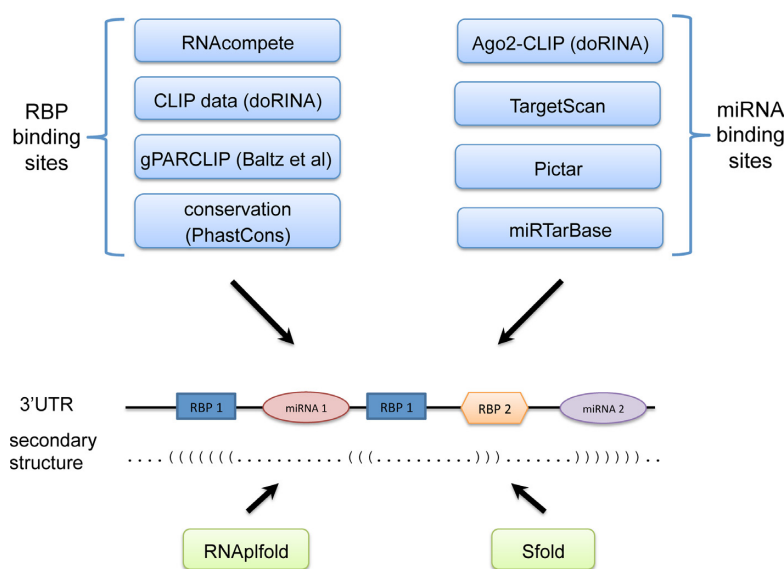 RBP
binding
sites
RNAcompete
CLIP data (doRINA)
gPARCLIP (Baltz et al)
conservation
(PhastCons)
Ago2-CLIP (doRINA)
TargetScan
Pictar
miRTarBase
miRNA
binding
sites
3'UTR
RBP 1
miRNA 1
RBP 1
RBP 2
miRNA 2
secondary
structure
. . . . . ( ( ( ( ( ( ( . . . . . . . . . . . . ( ( ( . . . . . . . . . . . ) ) ) . . . . . . . . ) ) ) ) ) ) ) . .
RNAplfold
Sfold